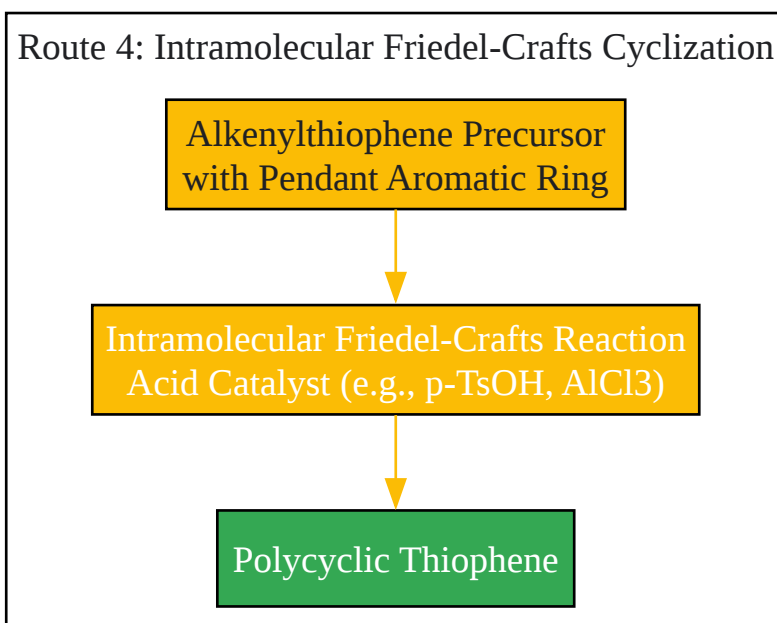 Route 4: Intramolecular Friedel-Crafts Cyclization
Alkenylthiophene Precursor
with Pendant Aromatic Ring
Intramolecular Friedel-Crafts Reaction
Acid Catalyst (e.g., p-TsOH, AlCl3)
Polycyclic Thiophene